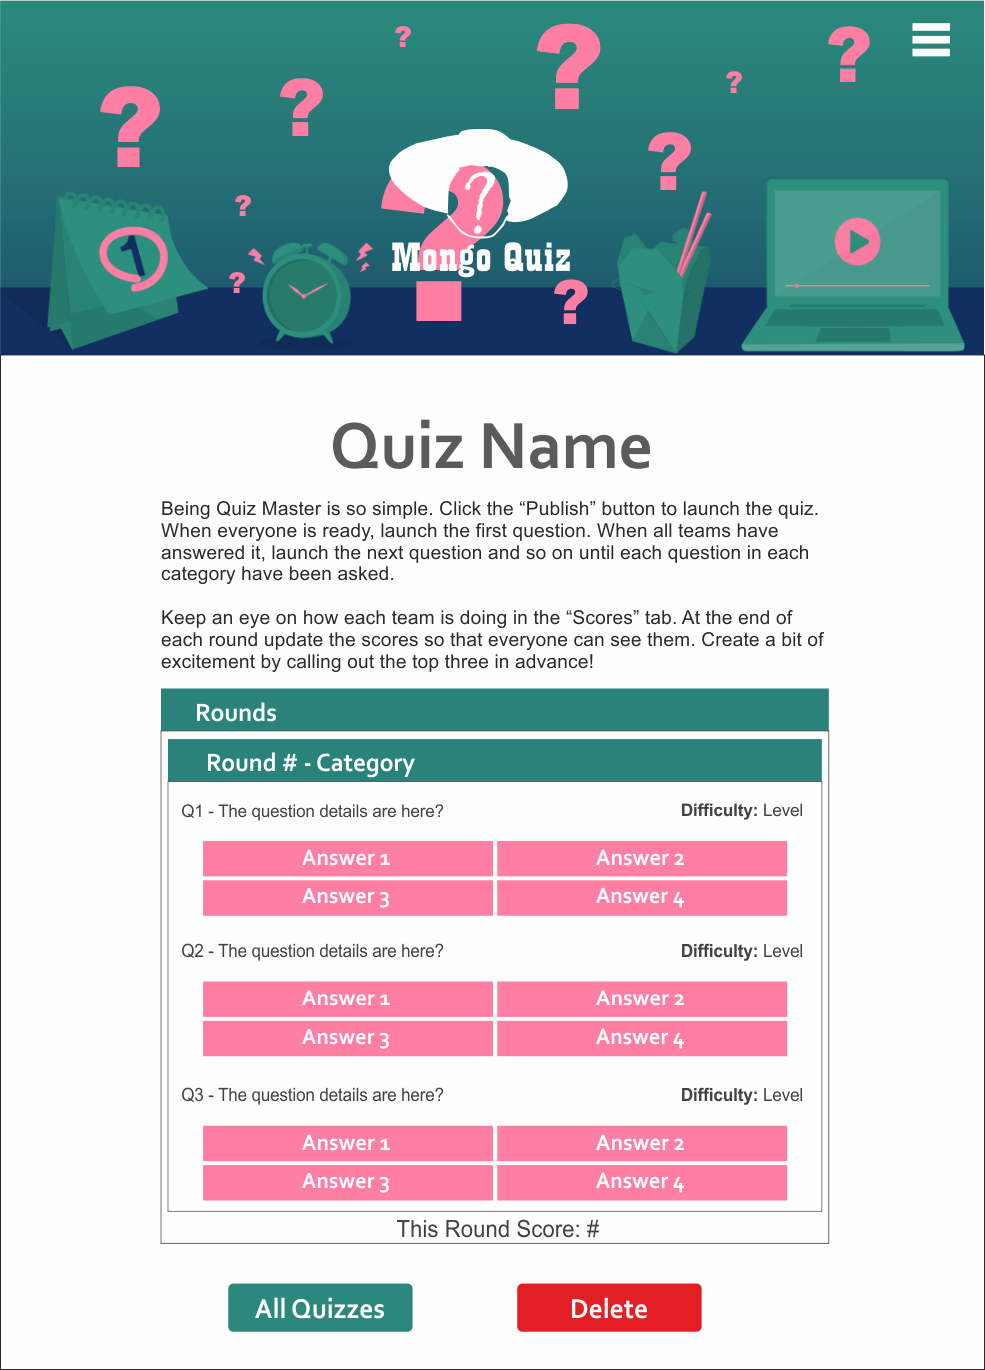 ?
?
?
?
?
?
?
?
1
?
?
?
?
Mongo Quiz
Quiz Name
Being Quiz Master is so simple. Click the “Publish” button to launch the quiz.
When everyone is ready, launch the first question. When all teams have
answered it, launch the next question and so on until each question in each
category have been asked.
Keep an eye on how each team is doing in the “Scores” tab. At the end of
each round update the scores so that everyone can see them. Create a bit of
excitement by calling out the top three in advance!
Rounds
Round # - Category
Q1 - The question details are here? Difficulty: Level
Answer 1 Answer 2
Answer 3 Answer 4
Q2 - The question details are here? Difficulty: Level
Answer 1 Answer 2
Answer 3 Answer 4
Q3 - The question details are here? Difficulty: Level
Answer 1 Answer 2
Answer 3 Answer 4
This Round Score: #
All Quizzes Delete